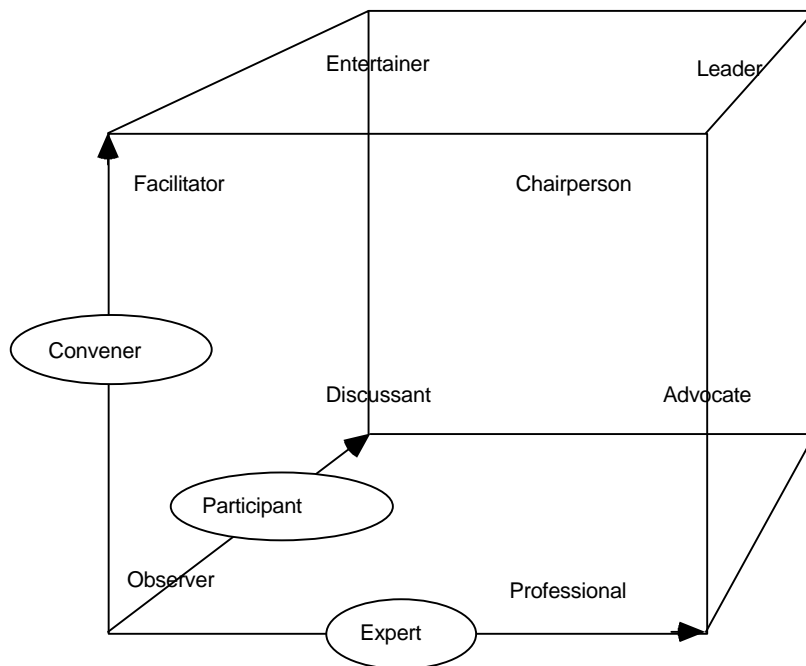 Entertainer
Leader
Facilitator
Chairperson
Convener
Discussant
Advocate
Participant
Observer
Professional
Expert